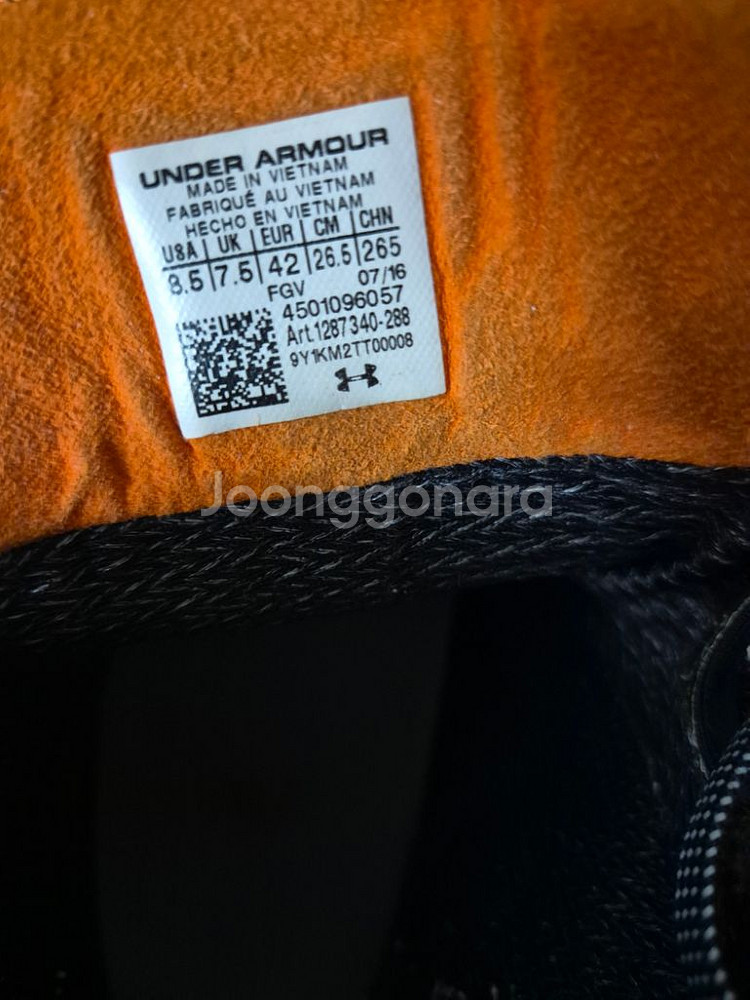 UNDER ARMOUR
MADE IN VIETNAM
FABRIQUÉ AU VIETNAM
HECHO EN VIETNAM
USA | UK | EUR | CM | CHN
8.5 | 7.5 | 42 | 26.5 | 265
FGV 07/16
4501096057
Art.1287340-288
9Y1KM2TT00008
Joonggonara